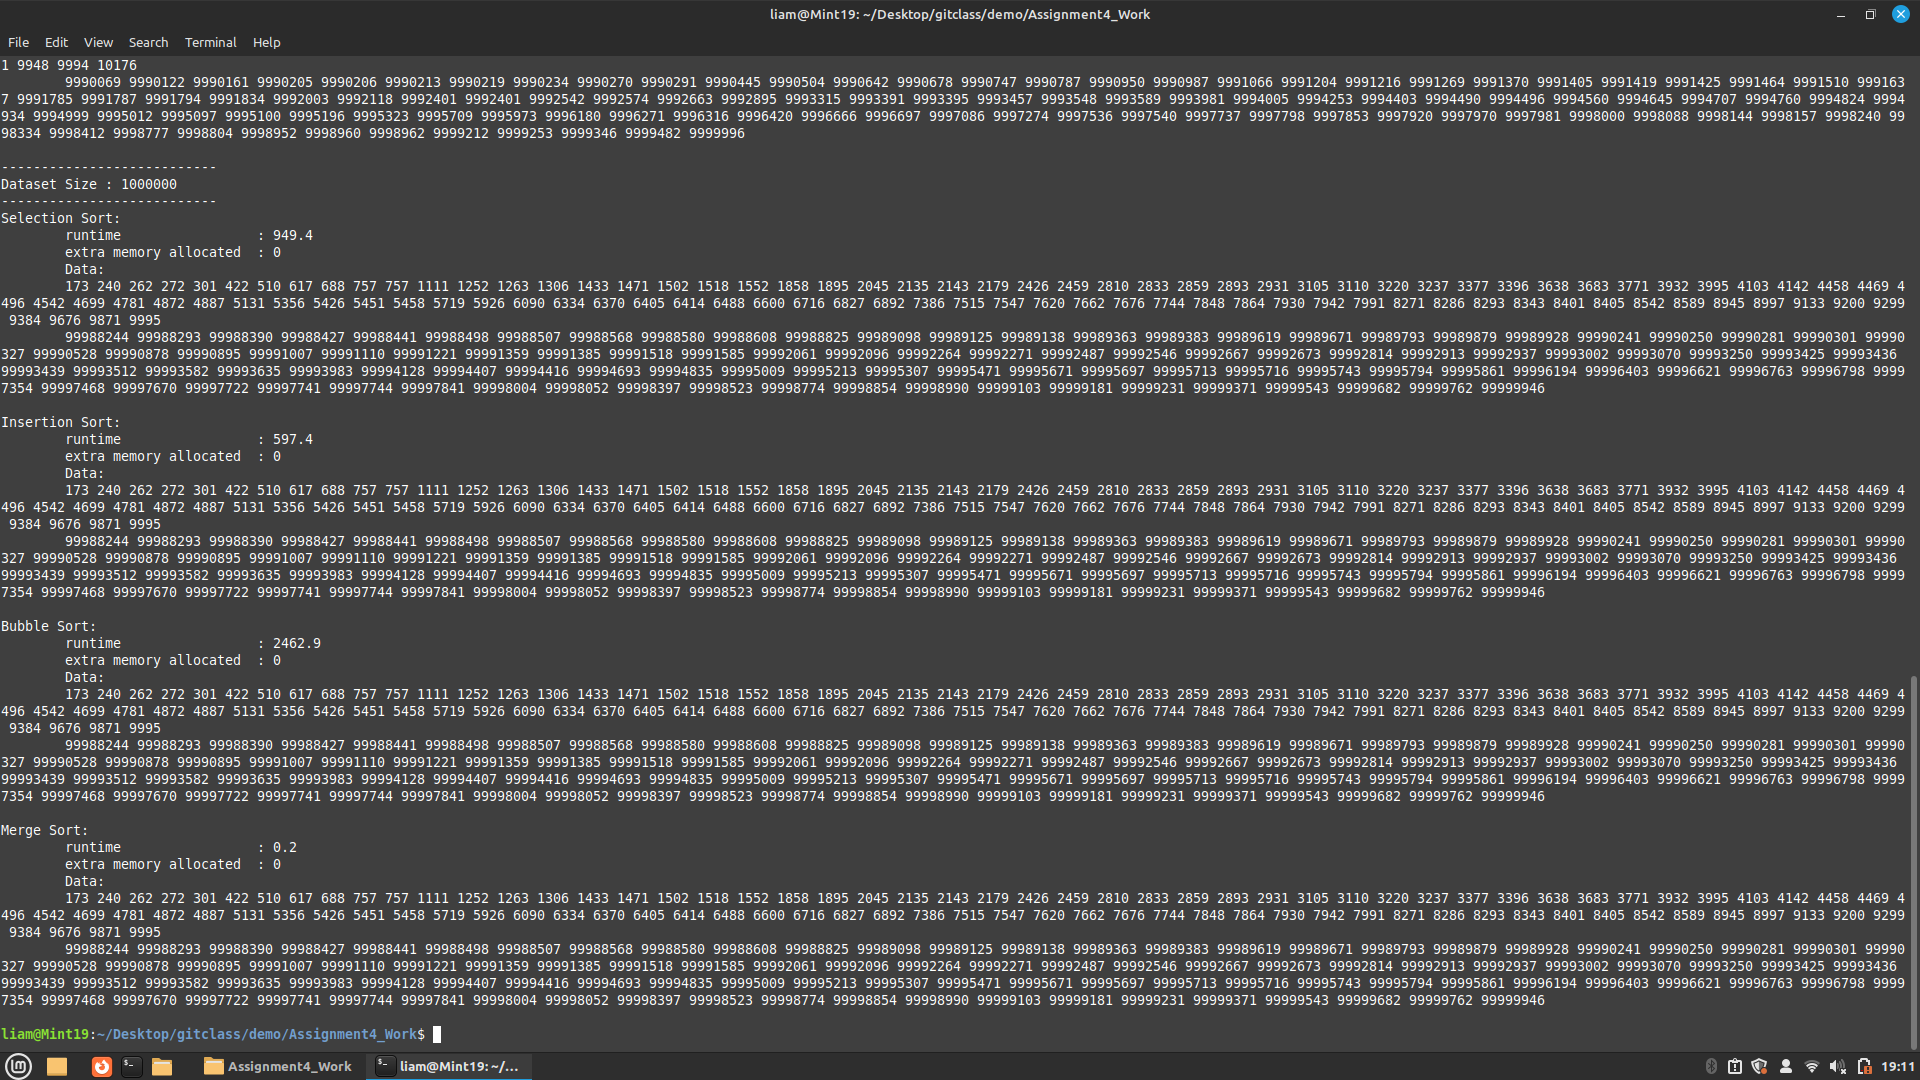 liam@Mint19: ~/Desktop/gitclass/demo/Assignment4_Work
File Edit View Search Terminal Help
1 9948 9994 10176
9990069 9990122 9990161 9990205 9990206 9990213 9990219 9990234 9990270 9990291 9990445 9990504 9990642 9990678 9990747 9990787 9990950 9990987 9991066 9991204 9991216 9991269 9991370 9991405 9991419 9991425 9991464 9991510 999163
7 9991785 9991787 9991794 9991834 9992003 9992118 9992401 9992401 9992542 9992574 9992663 9992895 9993315 9993391 9993395 9993457 9993548 9993589 9993981 9994005 9994253 9994403 9994490 9994496 9994560 9994645 9994707 9994760 9994824 9994
934 9994999 9995012 9995097 9995100 9995196 9995323 9995709 9995973 9996180 9996271 9996316 9996420 9996666 9996697 9997086 9997274 9997536 9997540 9997737 9997798 9997853 9997920 9997970 9997981 9998000 9998088 9998144 9998157 9998240 99
98334 9998412 9998777 9998804 9998952 9998960 9998962 9999212 9999253 9999346 9999482 9999996
---------------------------
Dataset Size : 1000000
---------------------------
Selection Sort:
runtime : 949.4
extra memory allocated : 0
Data:
173 240 262 272 301 422 510 617 688 757 757 1111 1252 1263 1306 1433 1471 1502 1518 1552 1858 1895 2045 2135 2143 2179 2426 2459 2810 2833 2859 2893 2931 3105 3110 3220 3237 3377 3396 3638 3683 3771 3932 3995 4103 4142 4458 4469 4
496 4542 4699 4781 4872 4887 5131 5356 5426 5451 5458 5719 5926 6090 6334 6370 6405 6414 6488 6600 6716 6827 6892 7386 7515 7547 7620 7662 7676 7744 7848 7864 7930 7942 7991 8271 8286 8293 8343 8401 8405 8542 8589 8945 8997 9133 9200 9299
9384 9676 9871 9995
99988244 99988293 99988390 99988427 99988441 99988498 99988507 99988568 99988580 99988608 99988825 99989098 99989125 99989138 99989363 99989383 99989619 99989671 99989793 99989879 99989928 99990241 99990250 99990281 99990301 99990
327 99990528 99990878 99990895 99991007 99991110 99991221 99991359 99991385 99991518 99991585 99992061 99992096 99992264 99992271 99992487 99992546 99992667 99992673 99992814 99992913 99992937 99993002 99993070 99993250 99993425 99993436
99993439 99993512 99993582 99993635 99993983 99994128 99994407 99994416 99994693 99994835 99995009 99995213 99995307 99995471 99995671 99995697 99995713 99995716 99995743 99995794 99995861 99996194 99996403 99996621 99996763 99996798 9999
7354 99997468 99997670 99997722 99997741 99997744 99997841 99998004 99998052 99998397 99998523 99998774 99998854 99998990 99999103 99999181 99999231 99999371 99999543 99999682 99999762 99999946
Insertion Sort:
runtime : 597.4
extra memory allocated : 0
Data:
173 240 262 272 301 422 510 617 688 757 757 1111 1252 1263 1306 1433 1471 1502 1518 1552 1858 1895 2045 2135 2143 2179 2426 2459 2810 2833 2859 2893 2931 3105 3110 3220 3237 3377 3396 3638 3683 3771 3932 3995 4103 4142 4458 4469 4
496 4542 4699 4781 4872 4887 5131 5356 5426 5451 5458 5719 5926 6090 6334 6370 6405 6414 6488 6600 6716 6827 6892 7386 7515 7547 7620 7662 7676 7744 7848 7864 7930 7942 7991 8271 8286 8293 8343 8401 8405 8542 8589 8945 8997 9133 9200 9299
9384 9676 9871 9995
99988244 99988293 99988390 99988427 99988441 99988498 99988507 99988568 99988580 99988608 99988825 99989098 99989125 99989138 99989363 99989383 99989619 99989671 99989793 99989879 99989928 99990241 99990250 99990281 99990301 99990
327 99990528 99990878 99990895 99991007 99991110 99991221 99991359 99991385 99991518 99991585 99992061 99992096 99992264 99992271 99992487 99992546 99992667 99992673 99992814 99992913 99992937 99993002 99993070 99993250 99993425 99993436
99993439 99993512 99993582 99993635 99993983 99994128 99994407 99994416 99994693 99994835 99995009 99995213 99995307 99995471 99995671 99995697 99995713 99995716 99995743 99995794 99995861 99996194 99996403 99996621 99996763 99996798 9999
7354 99997468 99997670 99997722 99997741 99997744 99997841 99998004 99998052 99998397 99998523 99998774 99998854 99998990 99999103 99999181 99999231 99999371 99999543 99999682 99999762 99999946
Bubble Sort:
runtime : 2462.9
extra memory allocated : 0
Data:
173 240 262 272 301 422 510 617 688 757 757 1111 1252 1263 1306 1433 1471 1502 1518 1552 1858 1895 2045 2135 2143 2179 2426 2459 2810 2833 2859 2893 2931 3105 3110 3220 3237 3377 3396 3638 3683 3771 3932 3995 4103 4142 4458 4469 4
496 4542 4699 4781 4872 4887 5131 5356 5426 5451 5458 5719 5926 6090 6334 6370 6405 6414 6488 6600 6716 6827 6892 7386 7515 7547 7620 7662 7676 7744 7848 7864 7930 7942 7991 8271 8286 8293 8343 8401 8405 8542 8589 8945 8997 9133 9200 9299
9384 9676 9871 9995
99988244 99988293 99988390 99988427 99988441 99988498 99988507 99988568 99988580 99988608 99988825 99989098 99989125 99989138 99989363 99989383 99989619 99989671 99989793 99989879 99989928 99990241 99990250 99990281 99990301 99990
327 99990528 99990878 99990895 99991007 99991110 99991221 99991359 99991385 99991518 99991585 99992061 99992096 99992264 99992271 99992487 99992546 99992667 99992673 99992814 99992913 99992937 99993002 99993070 99993250 99993425 99993436
99993439 99993512 99993582 99993635 99993983 99994128 99994407 99994416 99994693 99994835 99995009 99995213 99995307 99995471 99995671 99995697 99995713 99995716 99995743 99995794 99995861 99996194 99996403 99996621 99996763 99996798 9999
7354 99997468 99997670 99997722 99997741 99997744 99997841 99998004 99998052 99998397 99998523 99998774 99998854 99998990 99999103 99999181 99999231 99999371 99999543 99999682 99999762 99999946
Merge Sort:
runtime : 0.2
extra memory allocated : 0
Data:
173 240 262 272 301 422 510 617 688 757 757 1111 1252 1263 1306 1433 1471 1502 1518 1552 1858 1895 2045 2135 2143 2179 2426 2459 2810 2833 2859 2893 2931 3105 3110 3220 3237 3377 3396 3638 3683 3771 3932 3995 4103 4142 4458 4469 4
496 4542 4699 4781 4872 4887 5131 5356 5426 5451 5458 5719 5926 6090 6334 6370 6405 6414 6488 6600 6716 6827 6892 7386 7515 7547 7620 7662 7676 7744 7848 7864 7930 7942 7991 8271 8286 8293 8343 8401 8405 8542 8589 8945 8997 9133 9200 9299
9384 9676 9871 9995
99988244 99988293 99988390 99988427 99988441 99988498 99988507 99988568 99988580 99988608 99988825 99989098 99989125 99989138 99989363 99989383 99989619 99989671 99989793 99989879 99989928 99990241 99990250 99990281 99990301 99990
327 99990528 99990878 99990895 99991007 99991110 99991221 99991359 99991385 99991518 99991585 99992061 99992096 99992264 99992271 99992487 99992546 99992667 99992673 99992814 99992913 99992937 99993002 99993070 99993250 99993425 99993436
99993439 99993512 99993582 99993635 99993983 99994128 99994407 99994416 99994693 99994835 99995009 99995213 99995307 99995471 99995671 99995697 99995713 99995716 99995743 99995794 99995861 99996194 99996403 99996621 99996763 99996798 9999
7354 99997468 99997670 99997722 99997741 99997744 99997841 99998004 99998052 99998397 99998523 99998774 99998854 99998990 99999103 99999181 99999231 99999371 99999543 99999682 99999762 99999946
liam@Mint19:~/Desktop/gitclass/demo/Assignment4_Work$
Assignment4_Work liam@Mint19: ~/... 19:11